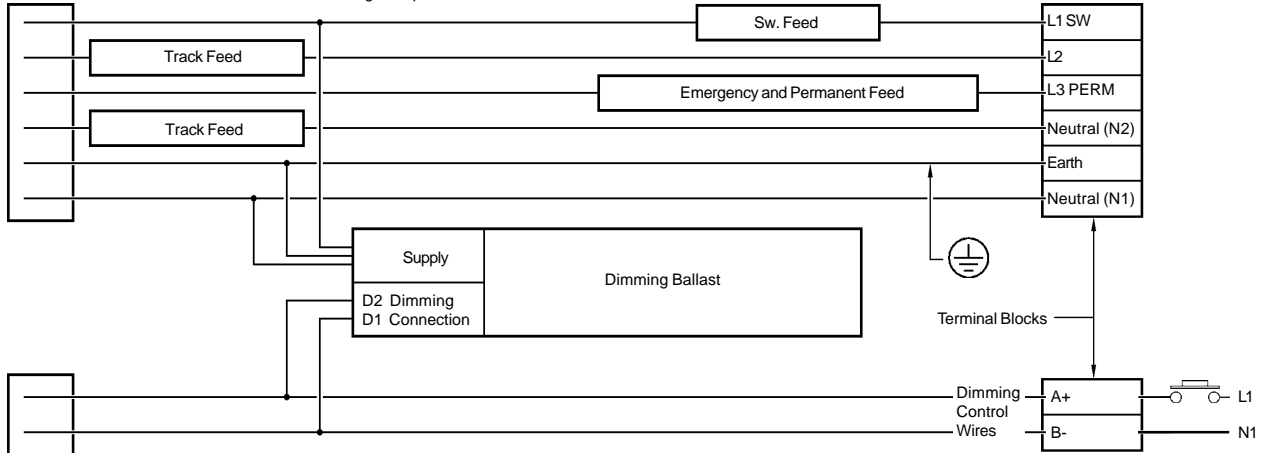 Sw. Feed
L1 SW
Track Feed
L2
Emergency and Permanent Feed
L3 PERM
Track Feed
Neutral (N2)
Earth
Neutral (N1)
Supply
Dimming Ballast
D2 Dimming
D1 Connection
Terminal Blocks
Dimming
Control
Wires
A+
L1
B-
N1